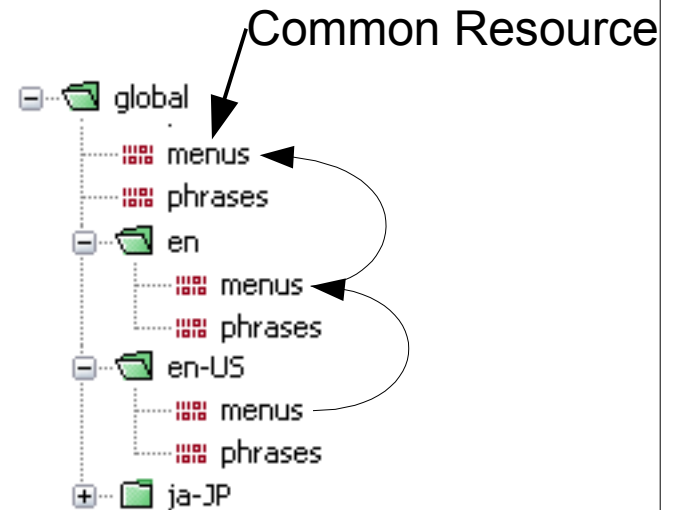 Common Resource
global
menus
phrases
en
menus
phrases
en-US
menus
phrases
ja-JP